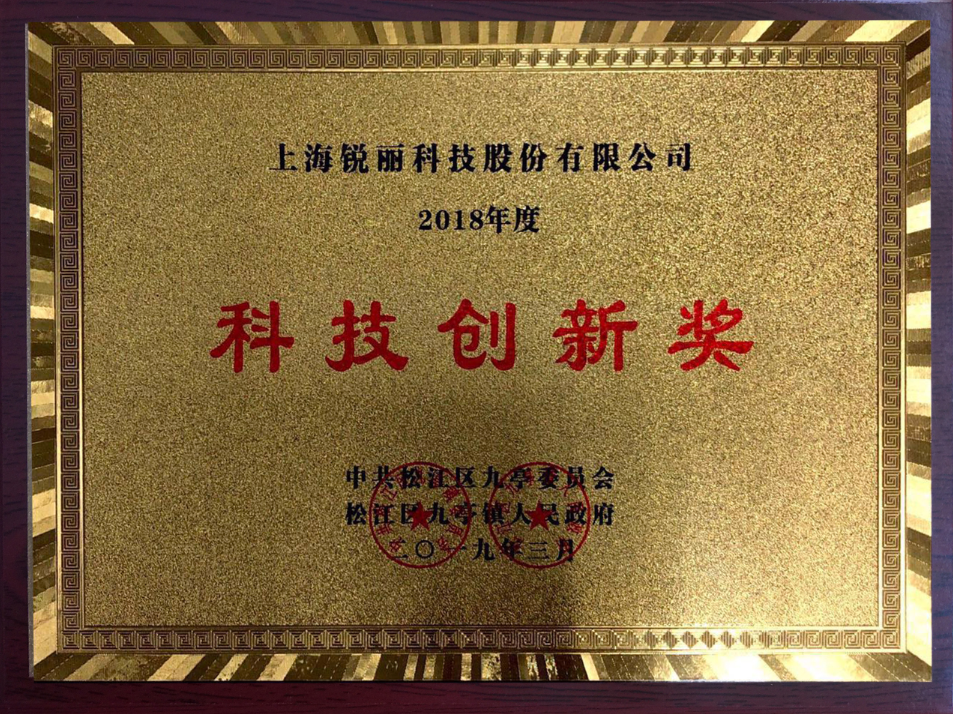 上海锐丽科技股份有限公司
2018年度
科技创新奖
中共松江区九亭委员会
松江区九亭镇人民政府
二〇一九年三月